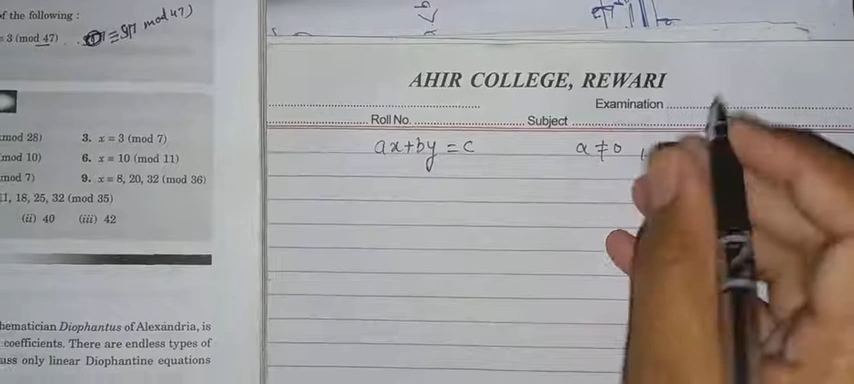 of the following :
= 3 (mod 47)
≡ 9/7 mod 47)
mod 28) 3. x = 3 (mod 7)
mod 10) 6. x = 10 (mod 11)
mod 7) 9. x = 8, 20, 32 (mod 36)
1, 18, 25, 32 (mod 35)
(ii) 40 (iii) 42
hematician Diophantus of Alexandria, is
coefficients. There are endless types of
uss only linear Diophantine equations
AHIR COLLEGE, REWARI
Examination
Roll No. Subject
ax+by = c a ≠ 0 ,